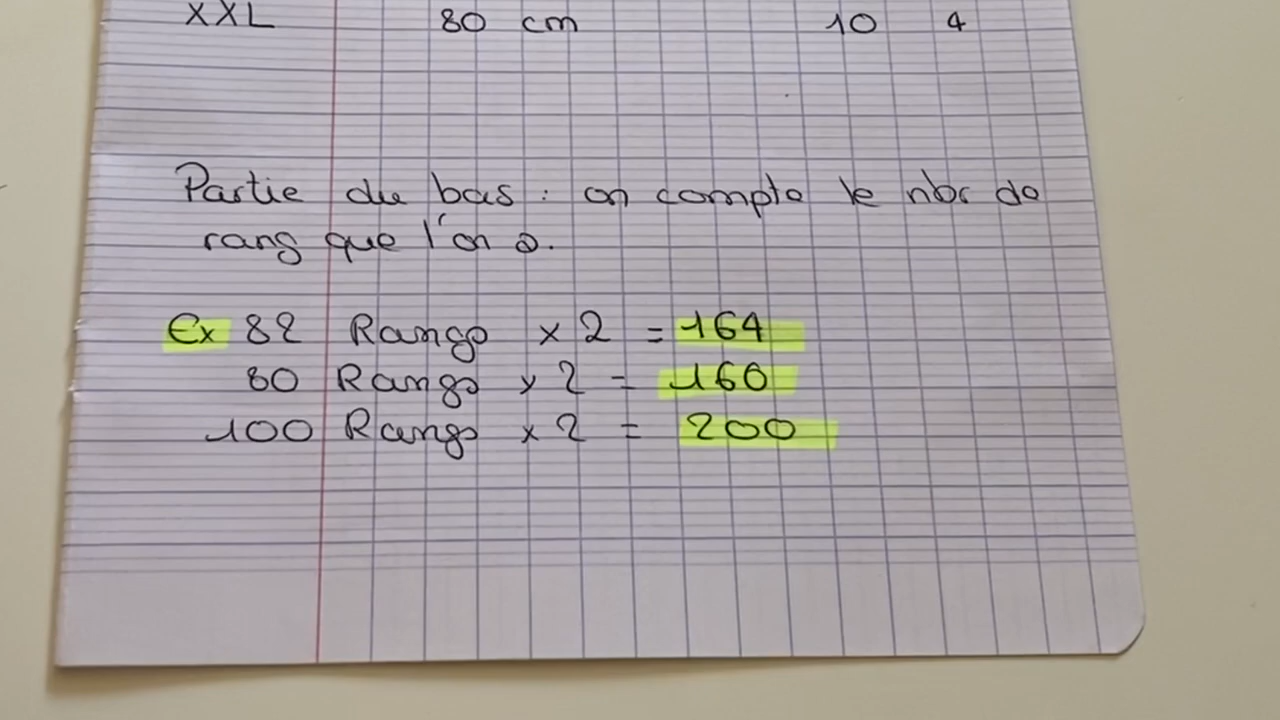 XXL 80 cm 10 4
Partie du bas : on compte le nbr de
rang que l'on a.
Ex 82 Rangs x 2 = 164
80 Rangs x 2 = 160
100 Rangs x 2 = 200